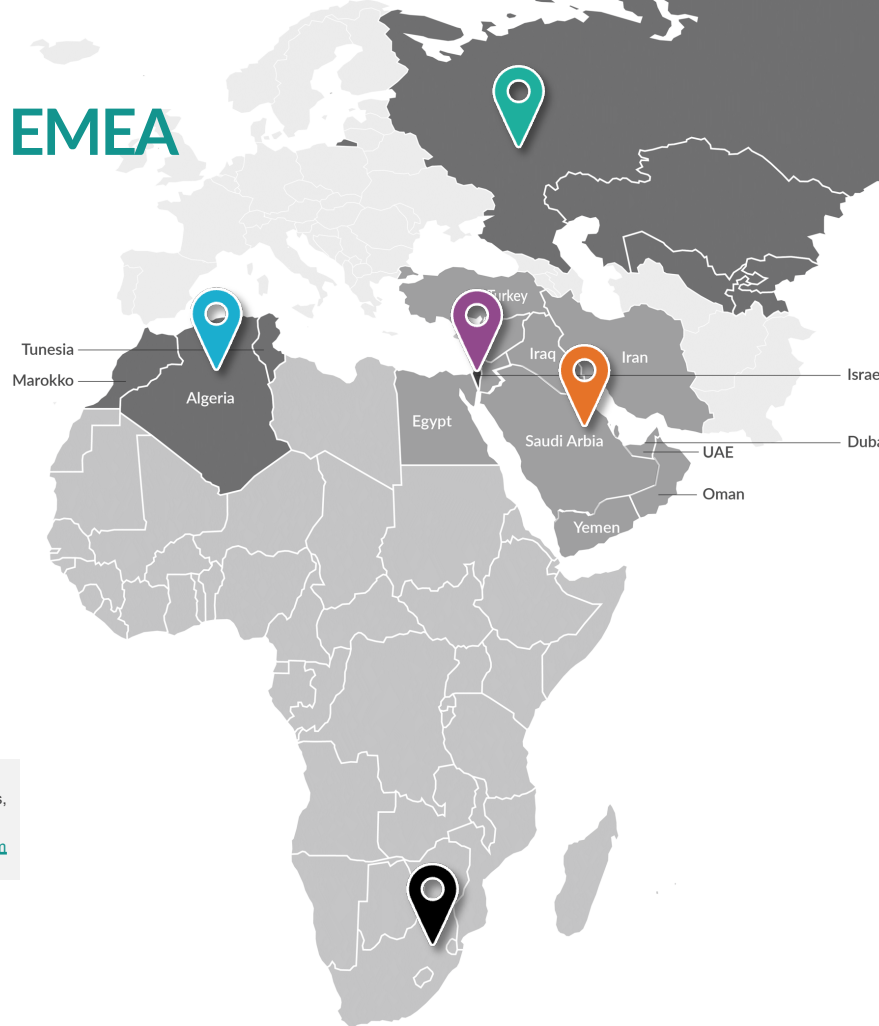 EMEA
Turkey
Tunesia
Iraq
Iran
Marokko
Israe
Algeria
Egypt
Saudi Arbia
Duba
UAE
Oman
Yemen
s,
n